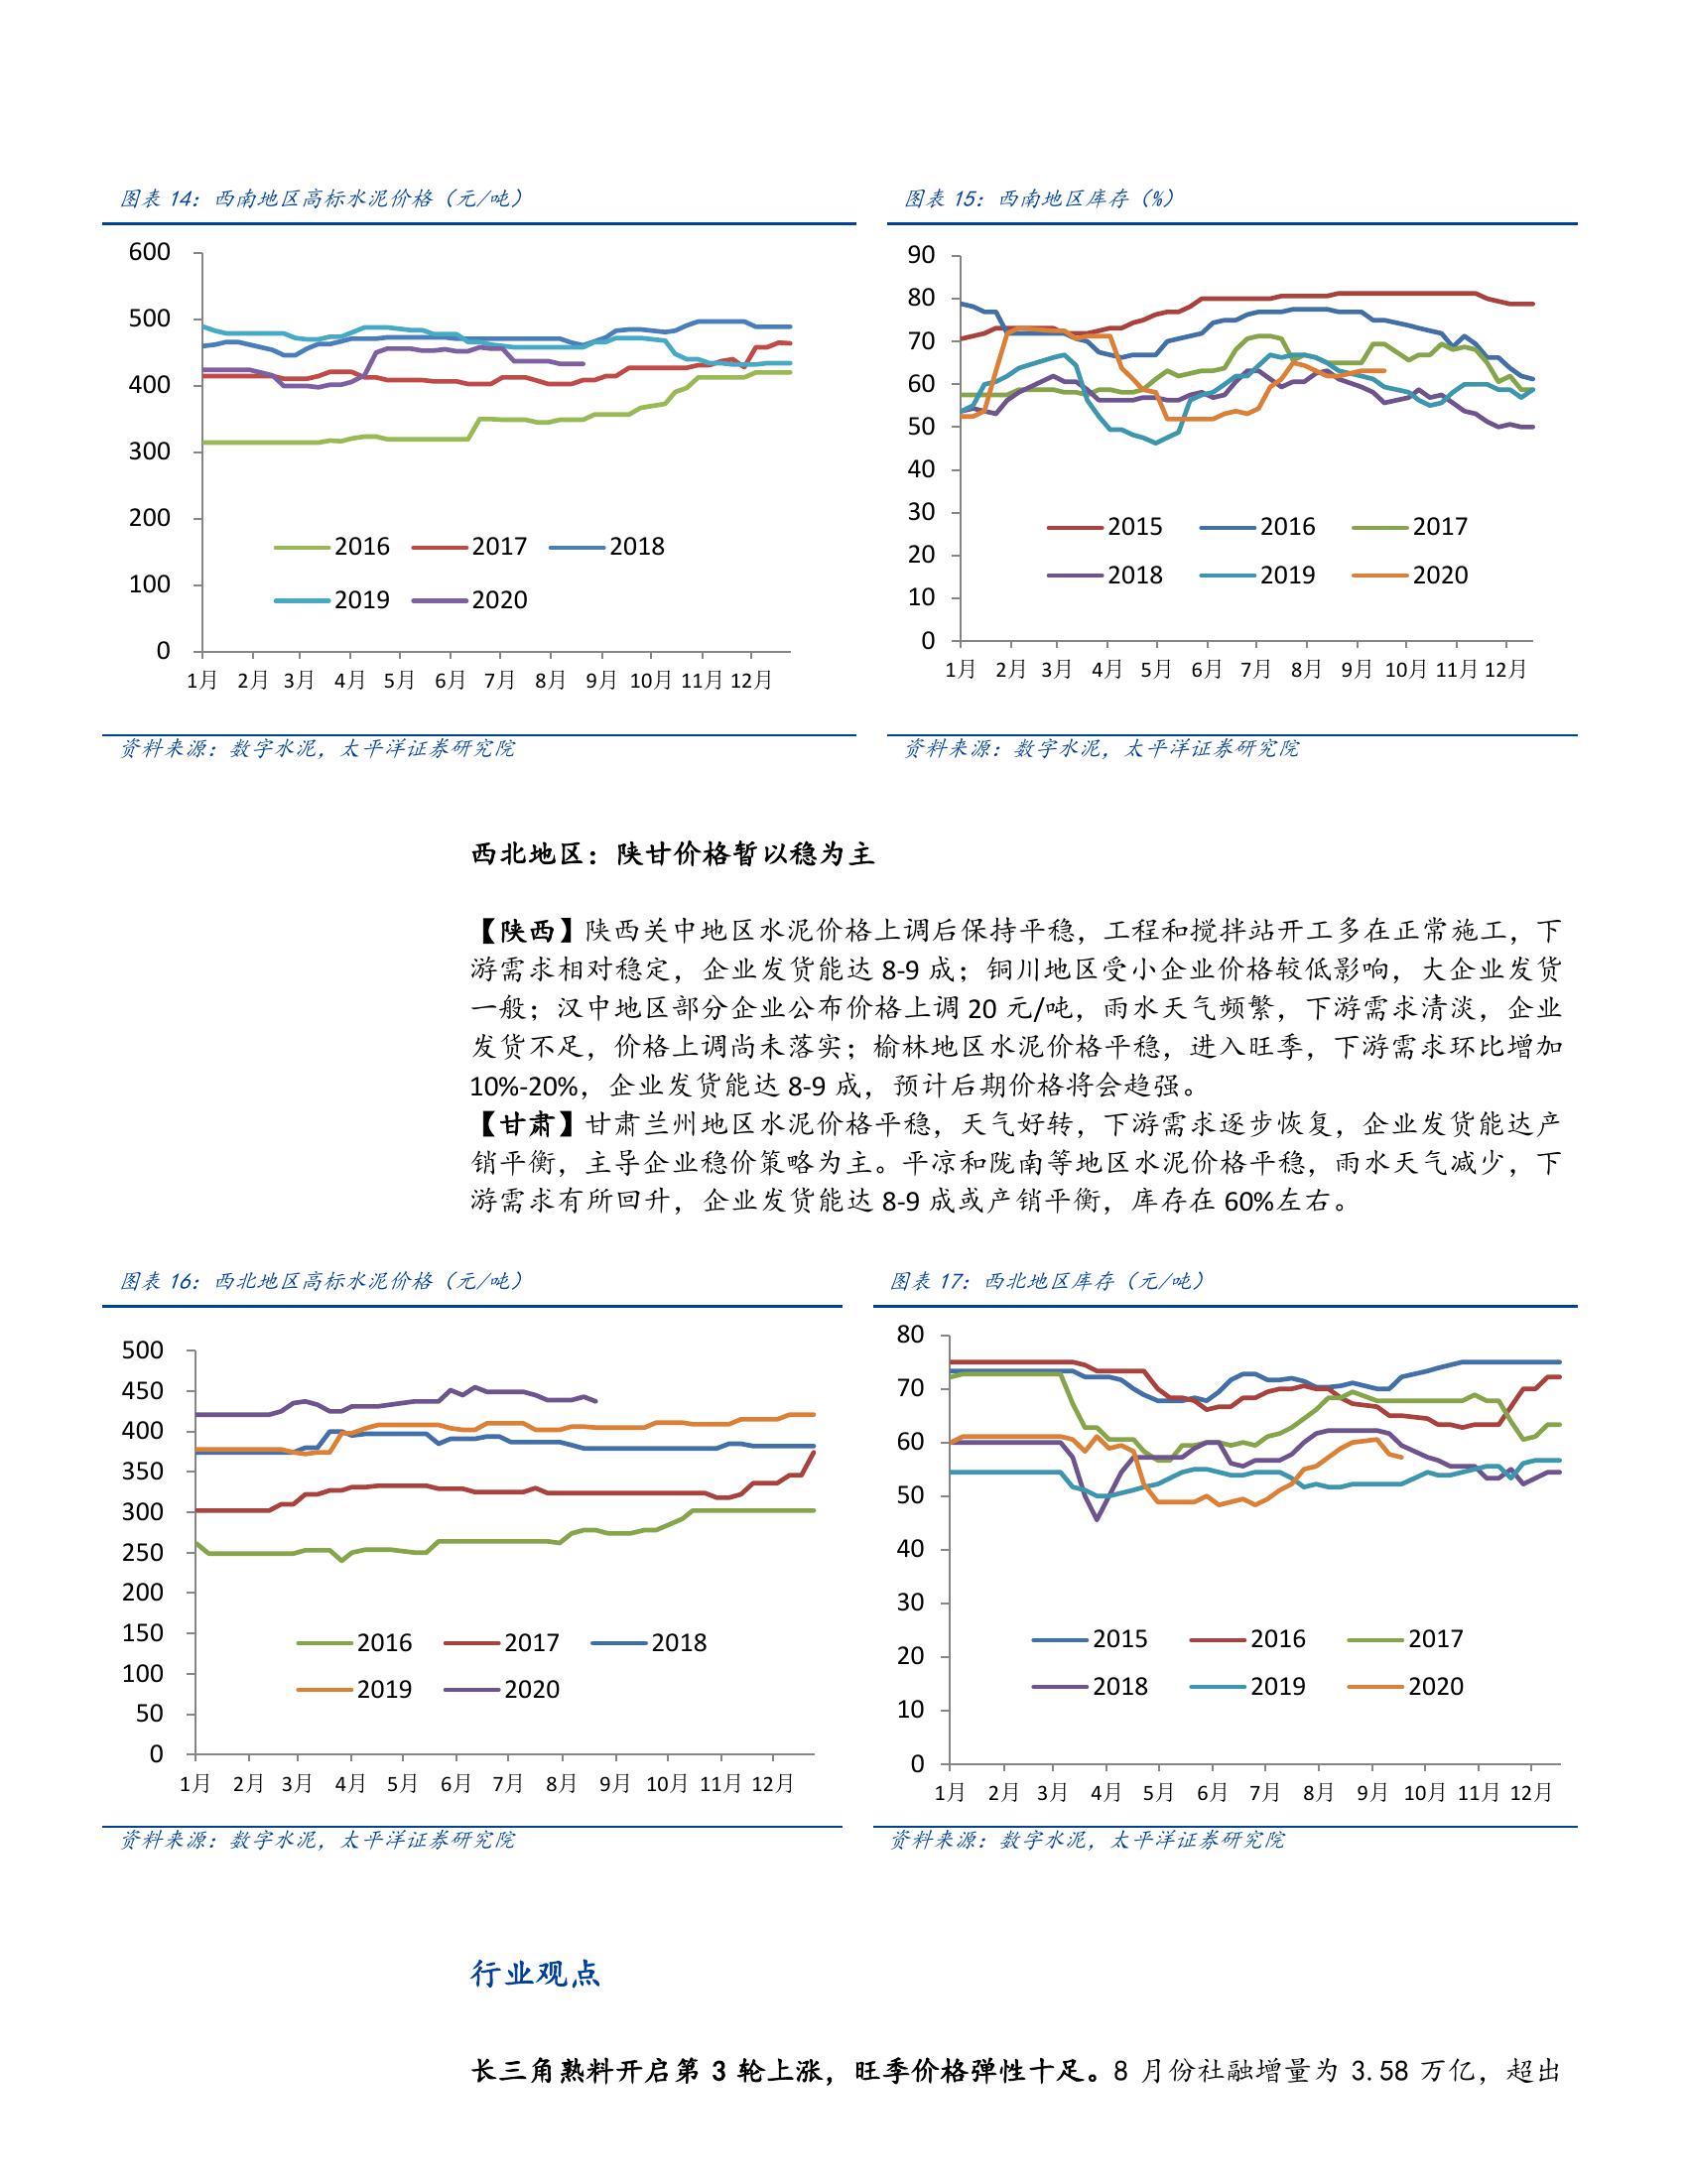 图表 14：西南地区高标水泥价格（元/吨）
图表 15：西南地区库存（%）
600
500
400
300
200
100
0
2016 2017 2018
2019 2020
1月 2月 3月 4月 5月 6月 7月 8月 9月 10月 11月 12月
90
80
70
60
50
40
30
20
10
0
2015 2016 2017
2018 2019 2020
1月 2月 3月 4月 5月 6月 7月 8月 9月 10月 11月 12月
资料来源：数字水泥，太平洋证券研究院
资料来源：数字水泥，太平洋证券研究院
西北地区：陕甘价格暂以稳为主
【陕西】陕西关中地区水泥价格上调后保持平稳，工程和搅拌站开工多在正常施工，下
游需求相对稳定，企业发货能达 8-9 成；铜川地区受小企业价格较低影响，大企业发货
一般；汉中地区部分企业公布价格上调 20 元/吨，雨水天气频繁，下游需求清淡，企业
发货不足，价格上调尚未落实；榆林地区水泥价格平稳，进入旺季，下游需求环比增加
10%-20%，企业发货能达 8-9 成，预计后期价格将会趋强。
【甘肃】甘肃兰州地区水泥价格平稳，天气好转，下游需求逐步恢复，企业发货能达产
销平衡，主导企业稳价策略为主。平凉和陇南等地区水泥价格平稳，雨水天气减少，下
游需求有所回升，企业发货能达 8-9 成或产销平衡，库存在 60%左右。
图表 16：西北地区高标水泥价格（元/吨）
图表 17：西北地区库存（元/吨）
500
450
400
350
300
250
200
150
100
50
0
2016 2017 2018
2019 2020
1月 2月 3月 4月 5月 6月 7月 8月 9月 10月 11月 12月
80
70
60
50
40
30
20
10
0
2015 2016 2017
2018 2019 2020
1月 2月 3月 4月 5月 6月 7月 8月 9月 10月 11月 12月
资料来源：数字水泥，太平洋证券研究院
资料来源：数字水泥，太平洋证券研究院
行业观点
长三角熟料开启第 3 轮上涨，旺季价格弹性十足。8 月份社融增量为 3.58 万亿，超出